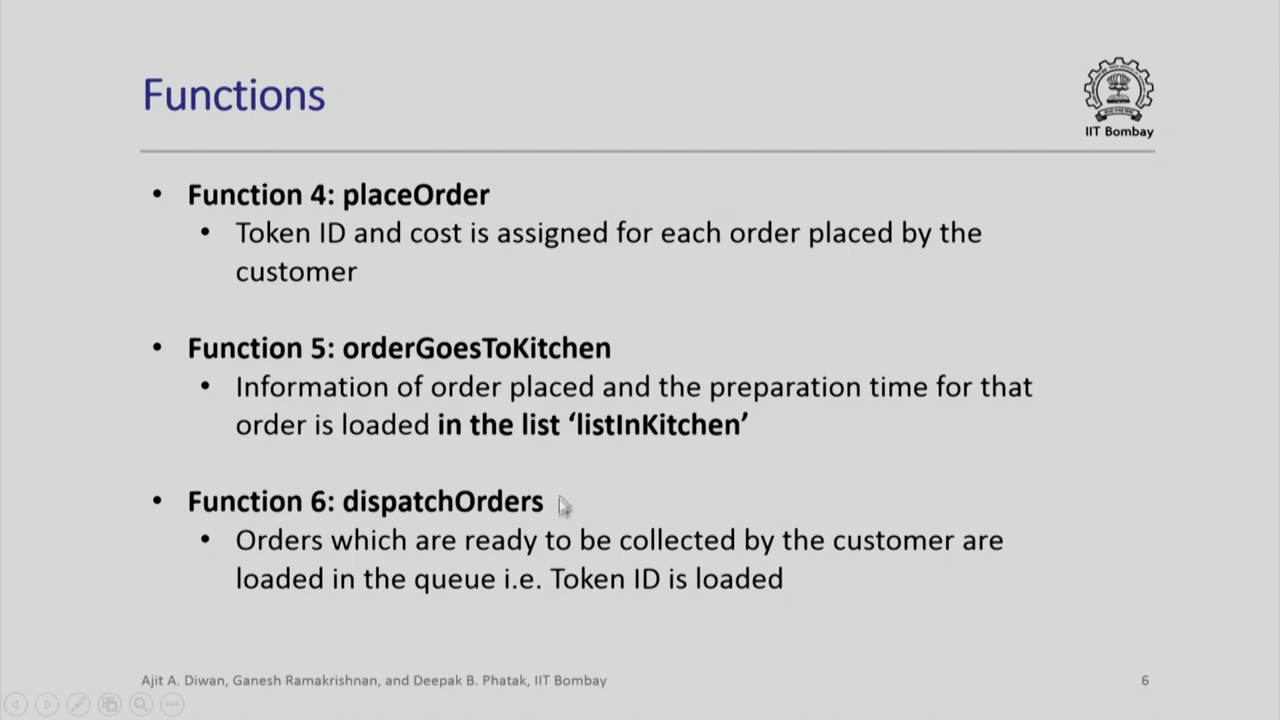 Functions
IIT Bombay
• Function 4: placeOrder
• Token ID and cost is assigned for each order placed by the
customer
• Function 5: orderGoesToKitchen
• Information of order placed and the preparation time for that
order is loaded in the list ‘listInKitchen’
• Function 6: dispatchOrders
• Orders which are ready to be collected by the customer are
loaded in the queue i.e. Token ID is loaded
Ajit A. Diwan, Ganesh Ramakrishnan, and Deepak B. Phatak, IIT Bombay
6